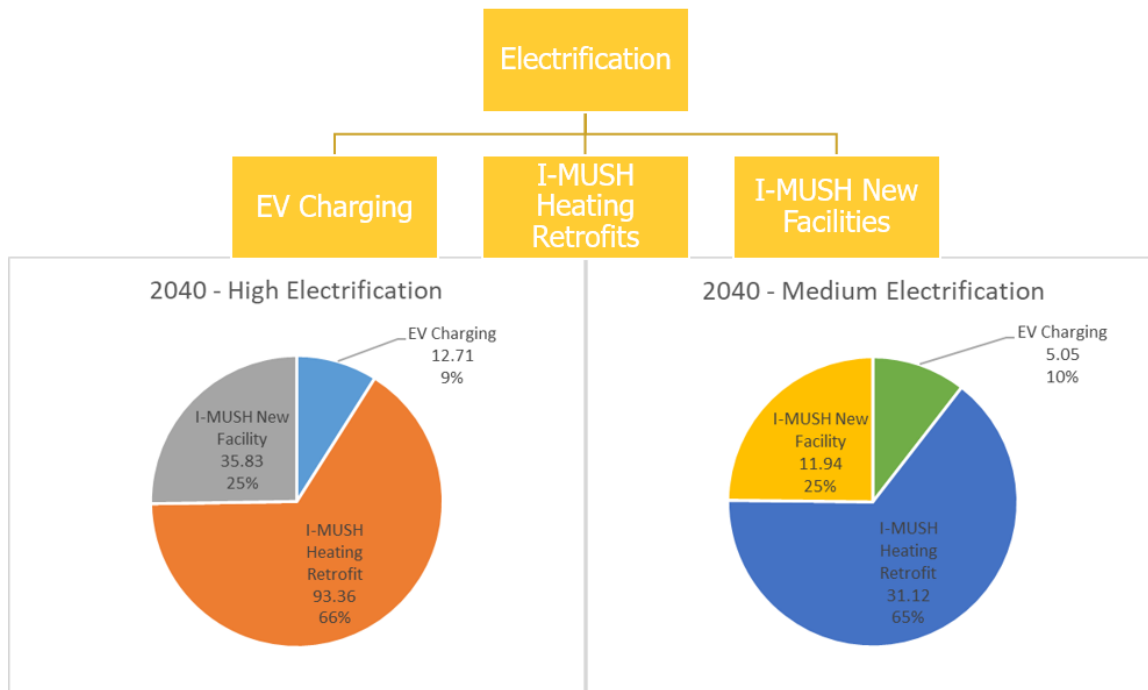 Electrification
EV Charging
I-MUSH
Heating
Retrofits
I-MUSH New
Facilities
2040 - High Electrification
EV Charging
12.71
9%
I-MUSH New
Facility
35.83
25%
I-MUSH
Heating
Retrofit
93.36
66%
2040 - Medium Electrification
EV Charging
5.05
10%
I-MUSH New
Facility
11.94
25%
I-MUSH
Heating
Retrofit
31.12
65%